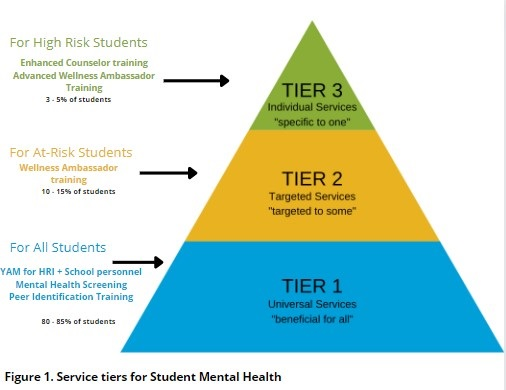 For High Risk Students
Enhanced Counselor training
Advanced Wellness Ambassador
Training
3 - 5% of students
TIER 3
Individual Services
"specific to one"
For At-Risk Students
Wellness Ambassador
training
10 - 15% of students
TIER 2
Targeted Services
"targeted to some"
For All Students
YAM for HRI + School personnel
Mental Health Screening
Peer Identification Training
80 - 85% of students
TIER 1
Universal Services
"beneficial for all"
Figure 1. Service tiers for Student Mental Health